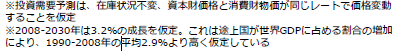 ※投資需要予測は、在庫状況不変、資本財価格と消費財物価が同じレートで価格変動
することを仮定
※2008-2030年は3.2%の成長を仮定。これは途上国が世界GDPに占める割合の増加
により、1990-2008年の平均2.9%より高く仮定している